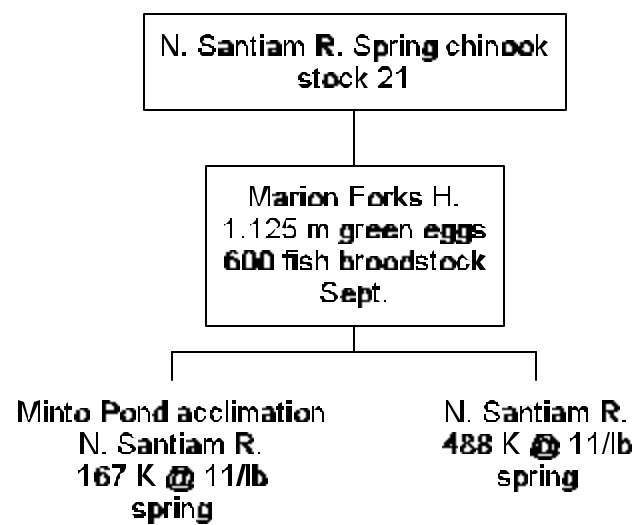 N. Santiam R. Spring chinook
stock 21
Marion Forks H.
1.125 m green eggs
600 fish broodstock
Sept.
Minto Pond acclimation
N. Santiam R.
167 K @ 11/lb
spring
N. Santiam R.
488 K @ 11/lb
spring